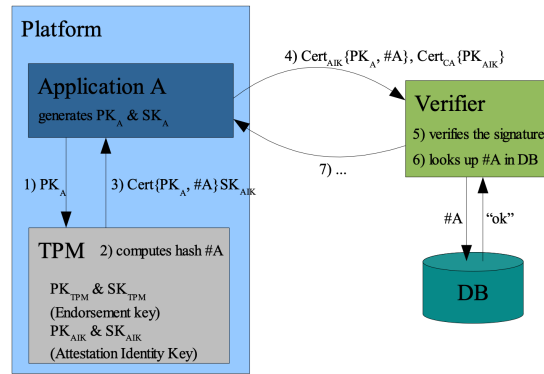 Platform
Application A
generates PK_A & SK_A
1) PK_A
3) Cert{PK_A, #A}SK_AIK
TPM
2) computes hash #A
PK_TPM & SK_TPM
(Endorsement key)
PK_AIK & SK_AIK
(Attestation Identity Key)
4) Cert_AIK{PK_A, #A}, Cert_CA{PK_AIK}
7) ...
Verifier
5) verifies the signature
6) looks up #A in DB
#A
“ok”
DB